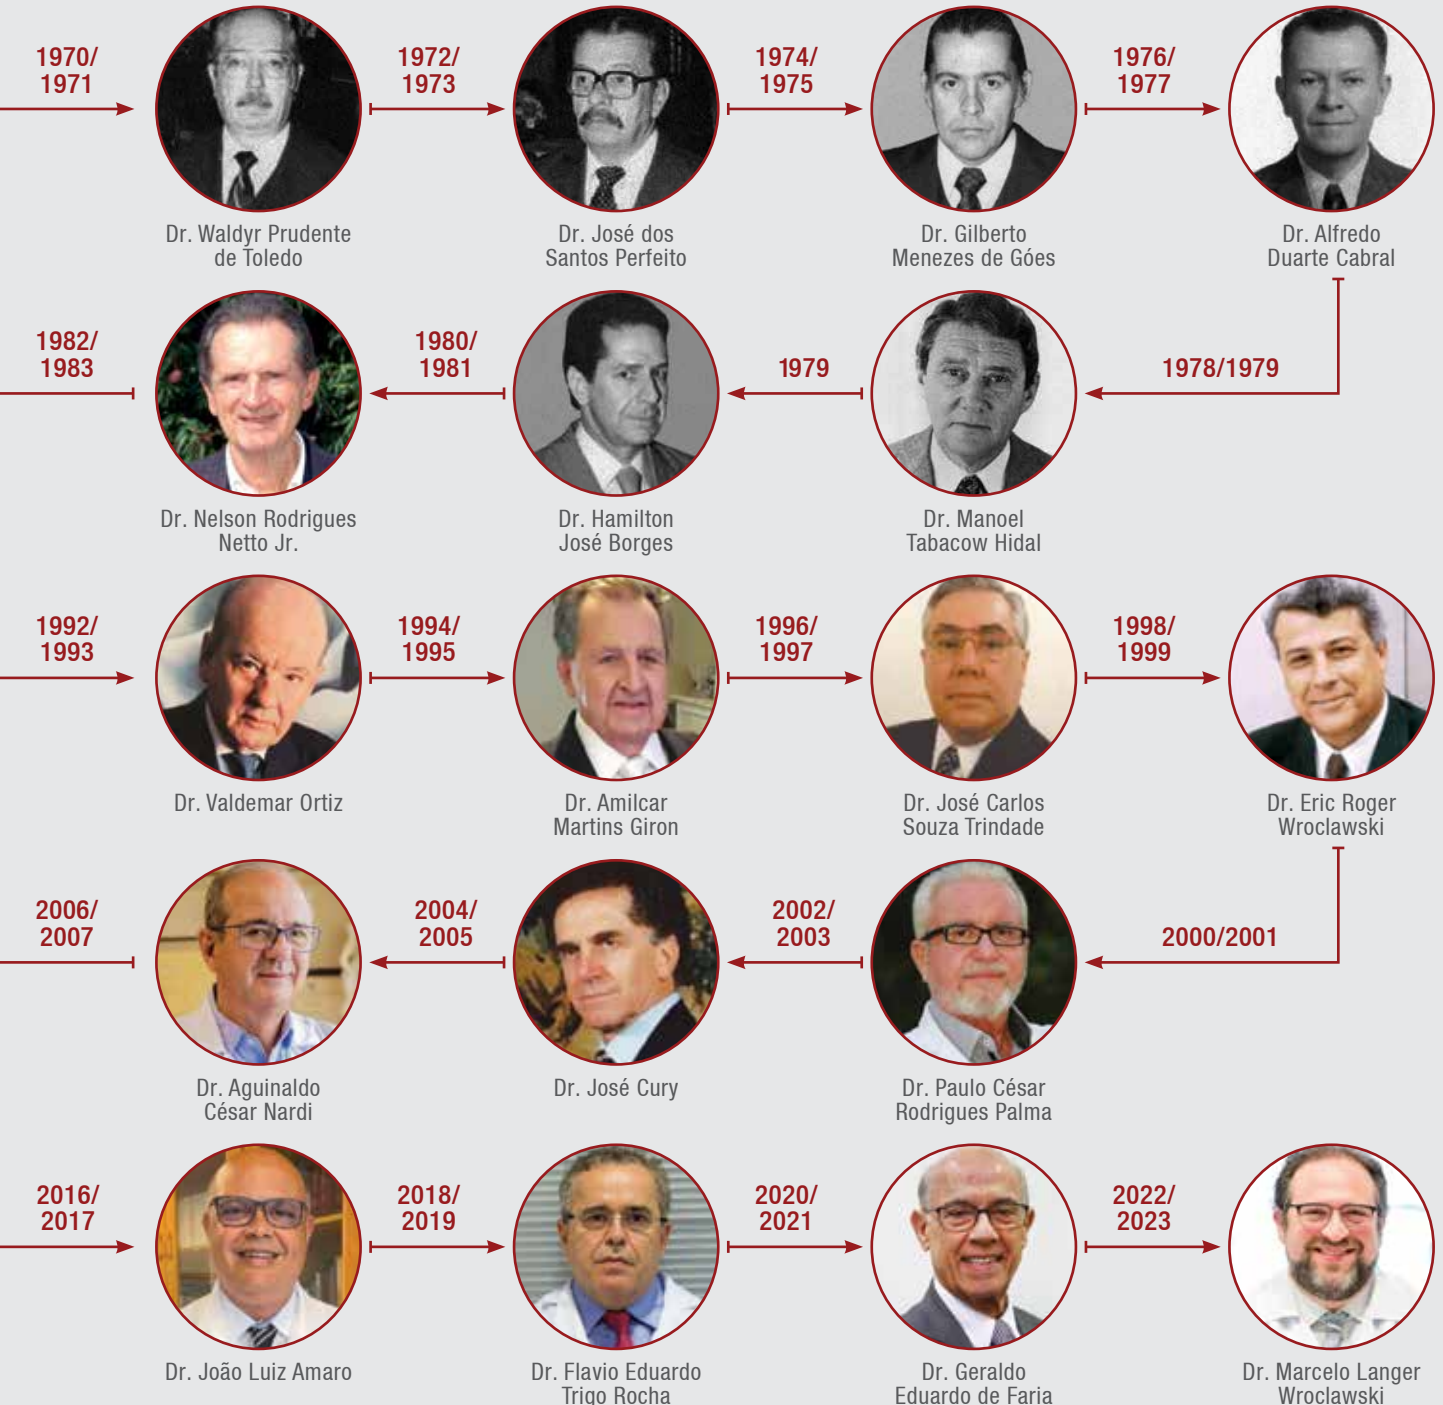 1970/
1971
1972/
1973
1974/
1975
1976/
1977
Dr. Waldyr Prudente
de Toledo
Dr. José dos
Santos Perfeito
Dr. Gilberto
Menezes de Góes
Dr. Alfredo
Duarte Cabral
1982/
1983
1980/
1981
1979
1978/1979
Dr. Nelson Rodrigues
Netto Jr.
Dr. Hamilton
José Borges
Dr. Manoel
Tabacow Hidal
1992/
1993
1994/
1995
1996/
1997
1998/
1999
Dr. Valdemar Ortiz
Dr. Amilcar
Martins Giron
Dr. José Carlos
Souza Trindade
Dr. Eric Roger
Wroclawski
2006/
2007
2004/
2005
2002/
2003
2000/2001
Dr. Aguinaldo
César Nardi
Dr. José Cury
Dr. Paulo César
Rodrigues Palma
2016/
2017
2018/
2019
2020/
2021
2022/
2023
Dr. João Luiz Amaro
Dr. Flavio Eduardo
Trigo Rocha
Dr. Geraldo
Eduardo de Faria
Dr. Marcelo Langer
Wroclawski